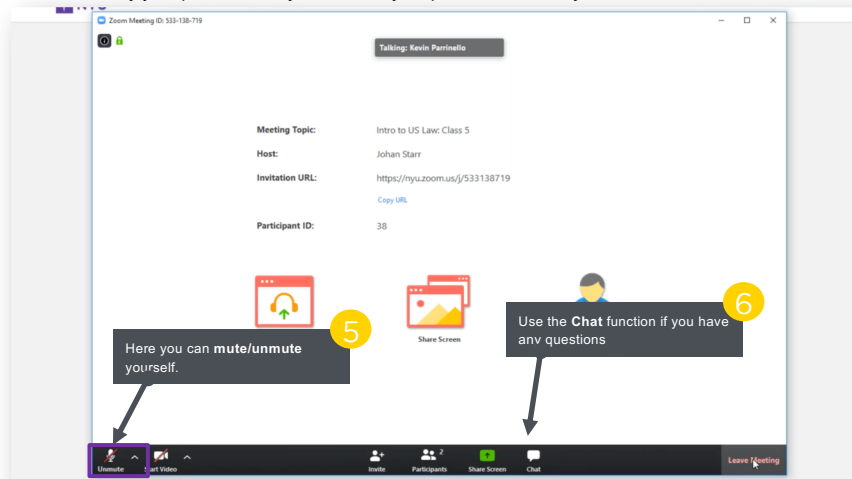 NYU
Zoom Meeting ID: 533-138-719
Talking: Kevin Parrinello
Meeting Topic: Intro to US Law: Class 5
Host: Johan Starr
Invitation URL: https://nyu.zoom.us/j/533138719
Copy URL
Participant ID: 38
5
Here you can mute/unmute
yourself.
Share Screen
6
Use the Chat function if you have
any questions
Unmute
Start Video
Invite
2
Participants
Share Screen
Chat
Leave Meeting